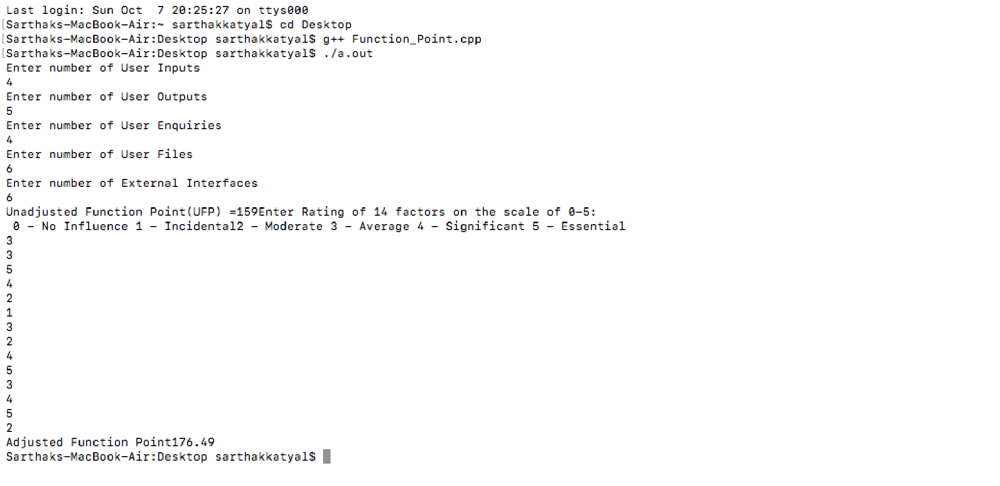 Last login: Sun Oct  7 20:25:27 on ttys000
[Sarthaks-MacBook-Air:~ sarthakkatyal$ cd Desktop
[Sarthaks-MacBook-Air:Desktop sarthakkatyal$ g++ Function_Point.cpp
[Sarthaks-MacBook-Air:Desktop sarthakkatyal$ ./a.out
Enter number of User Inputs
4
Enter number of User Outputs
5
Enter number of User Enquiries
4
Enter number of User Files
6
Enter number of External Interfaces
6
Unadjusted Function Point(UFP) =159Enter Rating of 14 factors on the scale of 0-5:
 0 - No Influence 1 - Incidental2 - Moderate 3 - Average 4 - Significant 5 - Essential
3
3
5
4
2
1
3
2
4
5
3
4
5
2
Adjusted Function Point176.49
Sarthaks-MacBook-Air:Desktop sarthakkatyal$